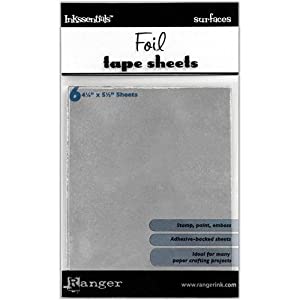 Inkssentials™ surfaces
Foil
tape sheets
6 4¼" x 5½" Sheets
Stamp, paint, emboss
Adhesive-backed sheets
Ideal for many
paper crafting projects
Ranger
www.rangerink.com